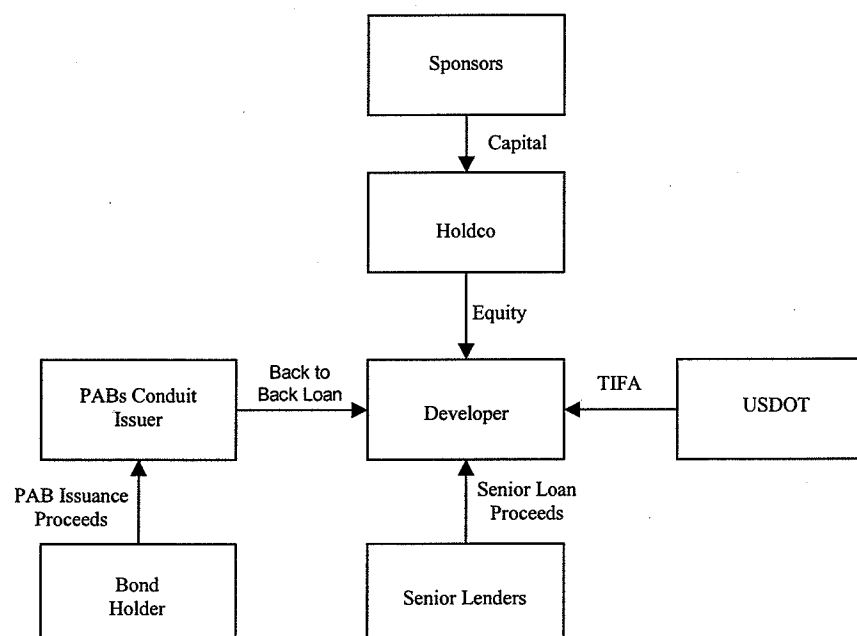 Sponsors
Capital
Holdco
Equity
Back to
Back Loan
PABs Conduit
Issuer
Developer
TIFA
USDOT
PAB Issuance
Proceeds
Senior Loan
Proceeds
Bond
Holder
Senior Lenders